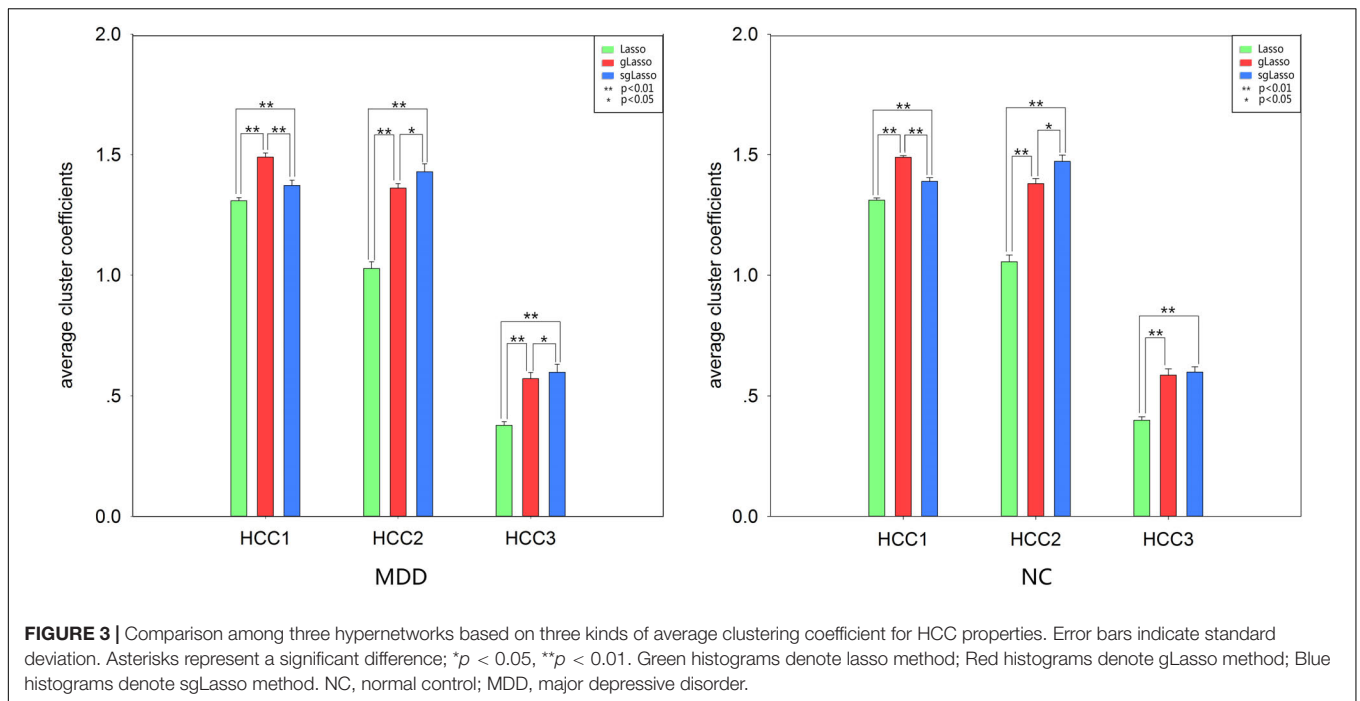 2.0
1.5
1.0
.5
0.0
average cluster coefficients
Lasso
gLasso
sgLasso
** p<0.01
* p<0.05
**
** **
**
** *
**
** *
HCC1 HCC2 HCC3
MDD
2.0
1.5
1.0
.5
0.0
average cluster coefficients
Lasso
gLasso
sgLasso
** p<0.01
* p<0.05
**
** **
**
** *
**
**
HCC1 HCC2 HCC3
NC
FIGURE 3 | Comparison among three hypernetworks based on three kinds of average clustering coefficient for HCC properties. Error bars indicate standard
deviation. Asterisks represent a significant difference; *p < 0.05, **p < 0.01. Green histograms denote lasso method; Red histograms denote gLasso method; Blue
histograms denote sgLasso method. NC, normal control; MDD, major depressive disorder.